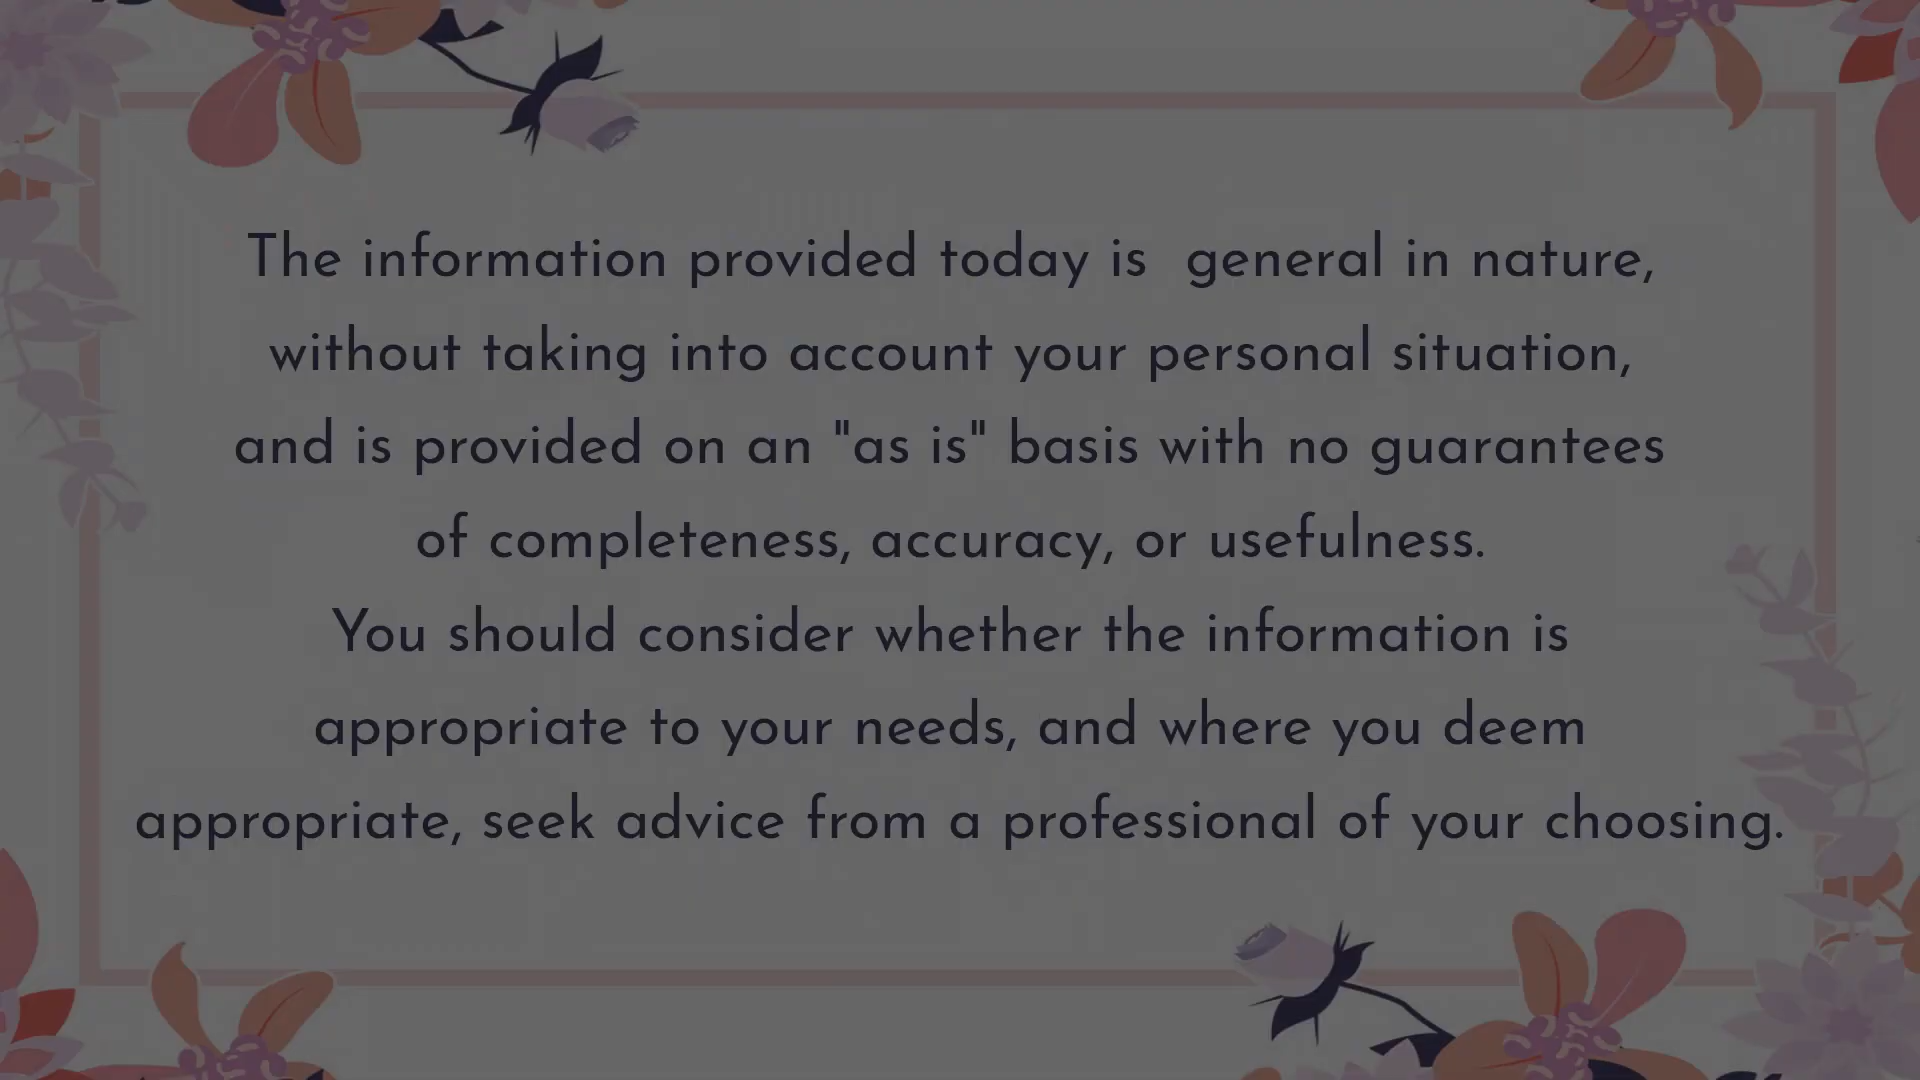 The information provided today is  general in nature,
without taking into account your personal situation,
and is provided on an "as is" basis with no guarantees
of completeness, accuracy, or usefulness.
You should consider whether the information is
appropriate to your needs, and where you deem
appropriate, seek advice from a professional of your choosing.